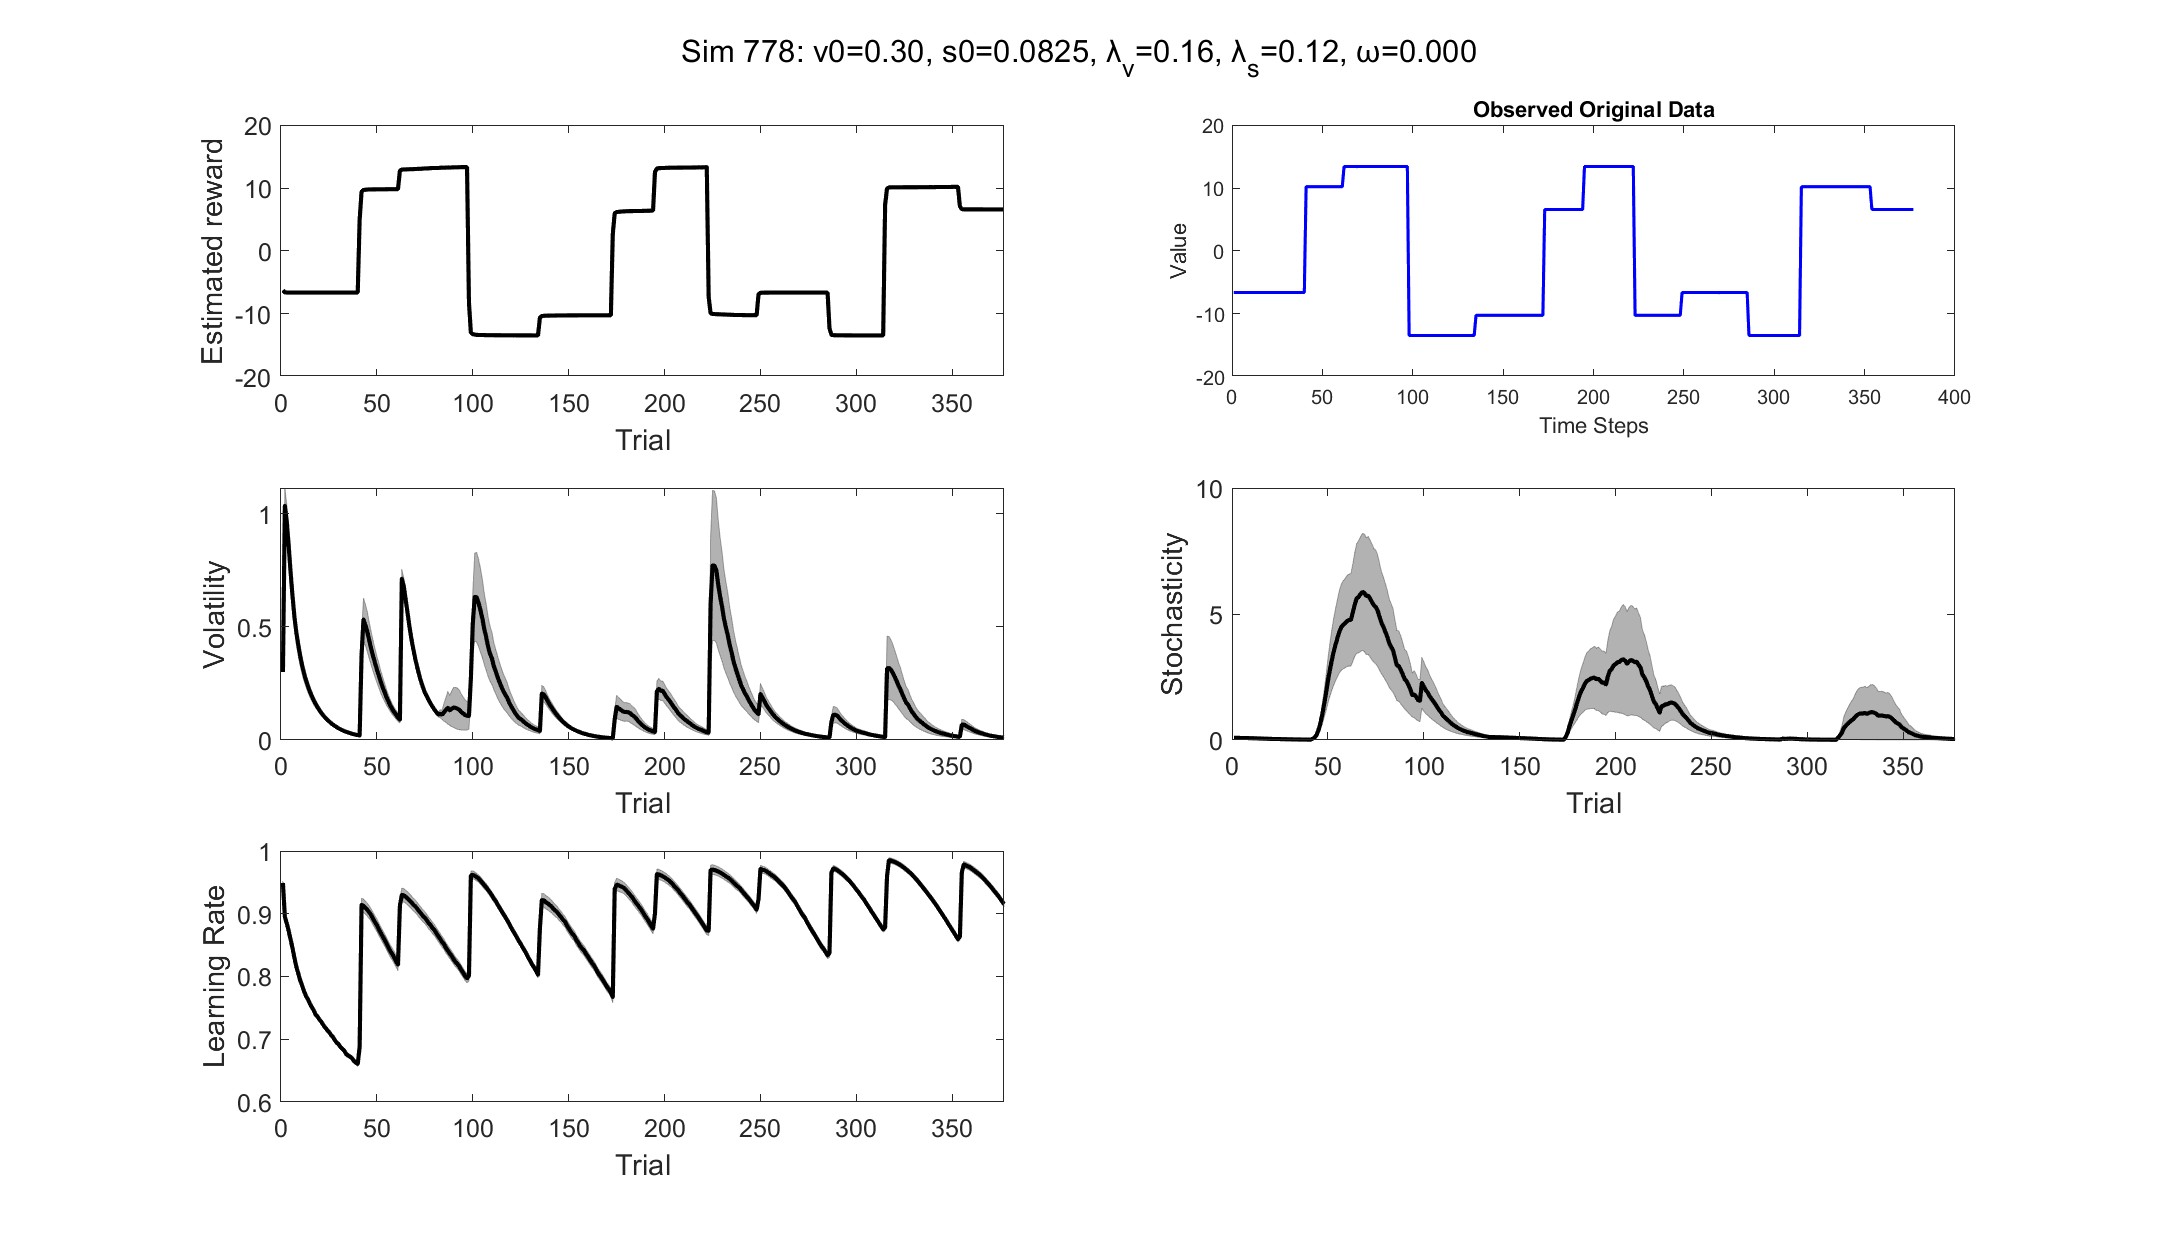 Sim 778: v0=0.30, s0=0.0825, λv=0.16, λs=0.12, ω=0.000
Estimated reward
20
10
0
-10
-20
0 50 100 150 200 250 300 350
Trial
Observed Original Data
Value
20
10
0
-10
-20
0 50 100 150 200 250 300 350 400
Time Steps
Volatility
1
0.5
0
0 50 100 150 200 250 300 350
Trial
Stochasticity
10
5
0
0 50 100 150 200 250 300 350
Trial
Learning Rate
1
0.9
0.8
0.7
0.6
0 50 100 150 200 250 300 350
Trial